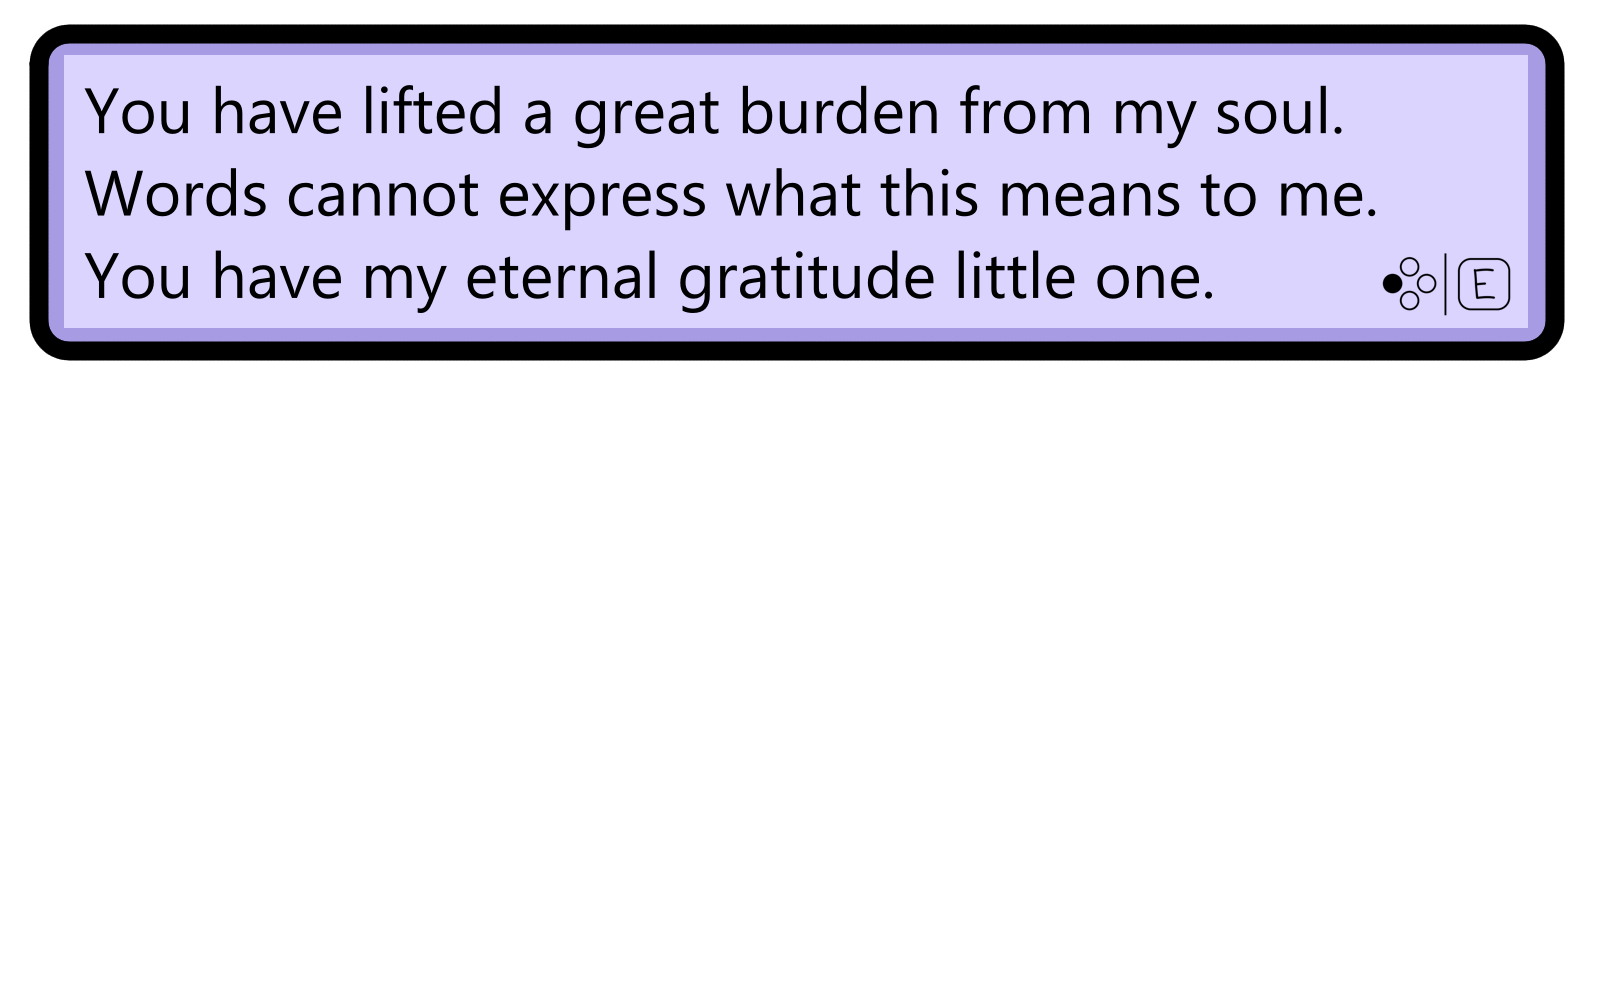 You have lifted a great burden from my soul.
Words cannot express what this means to me.
You have my eternal gratitude little one.
E